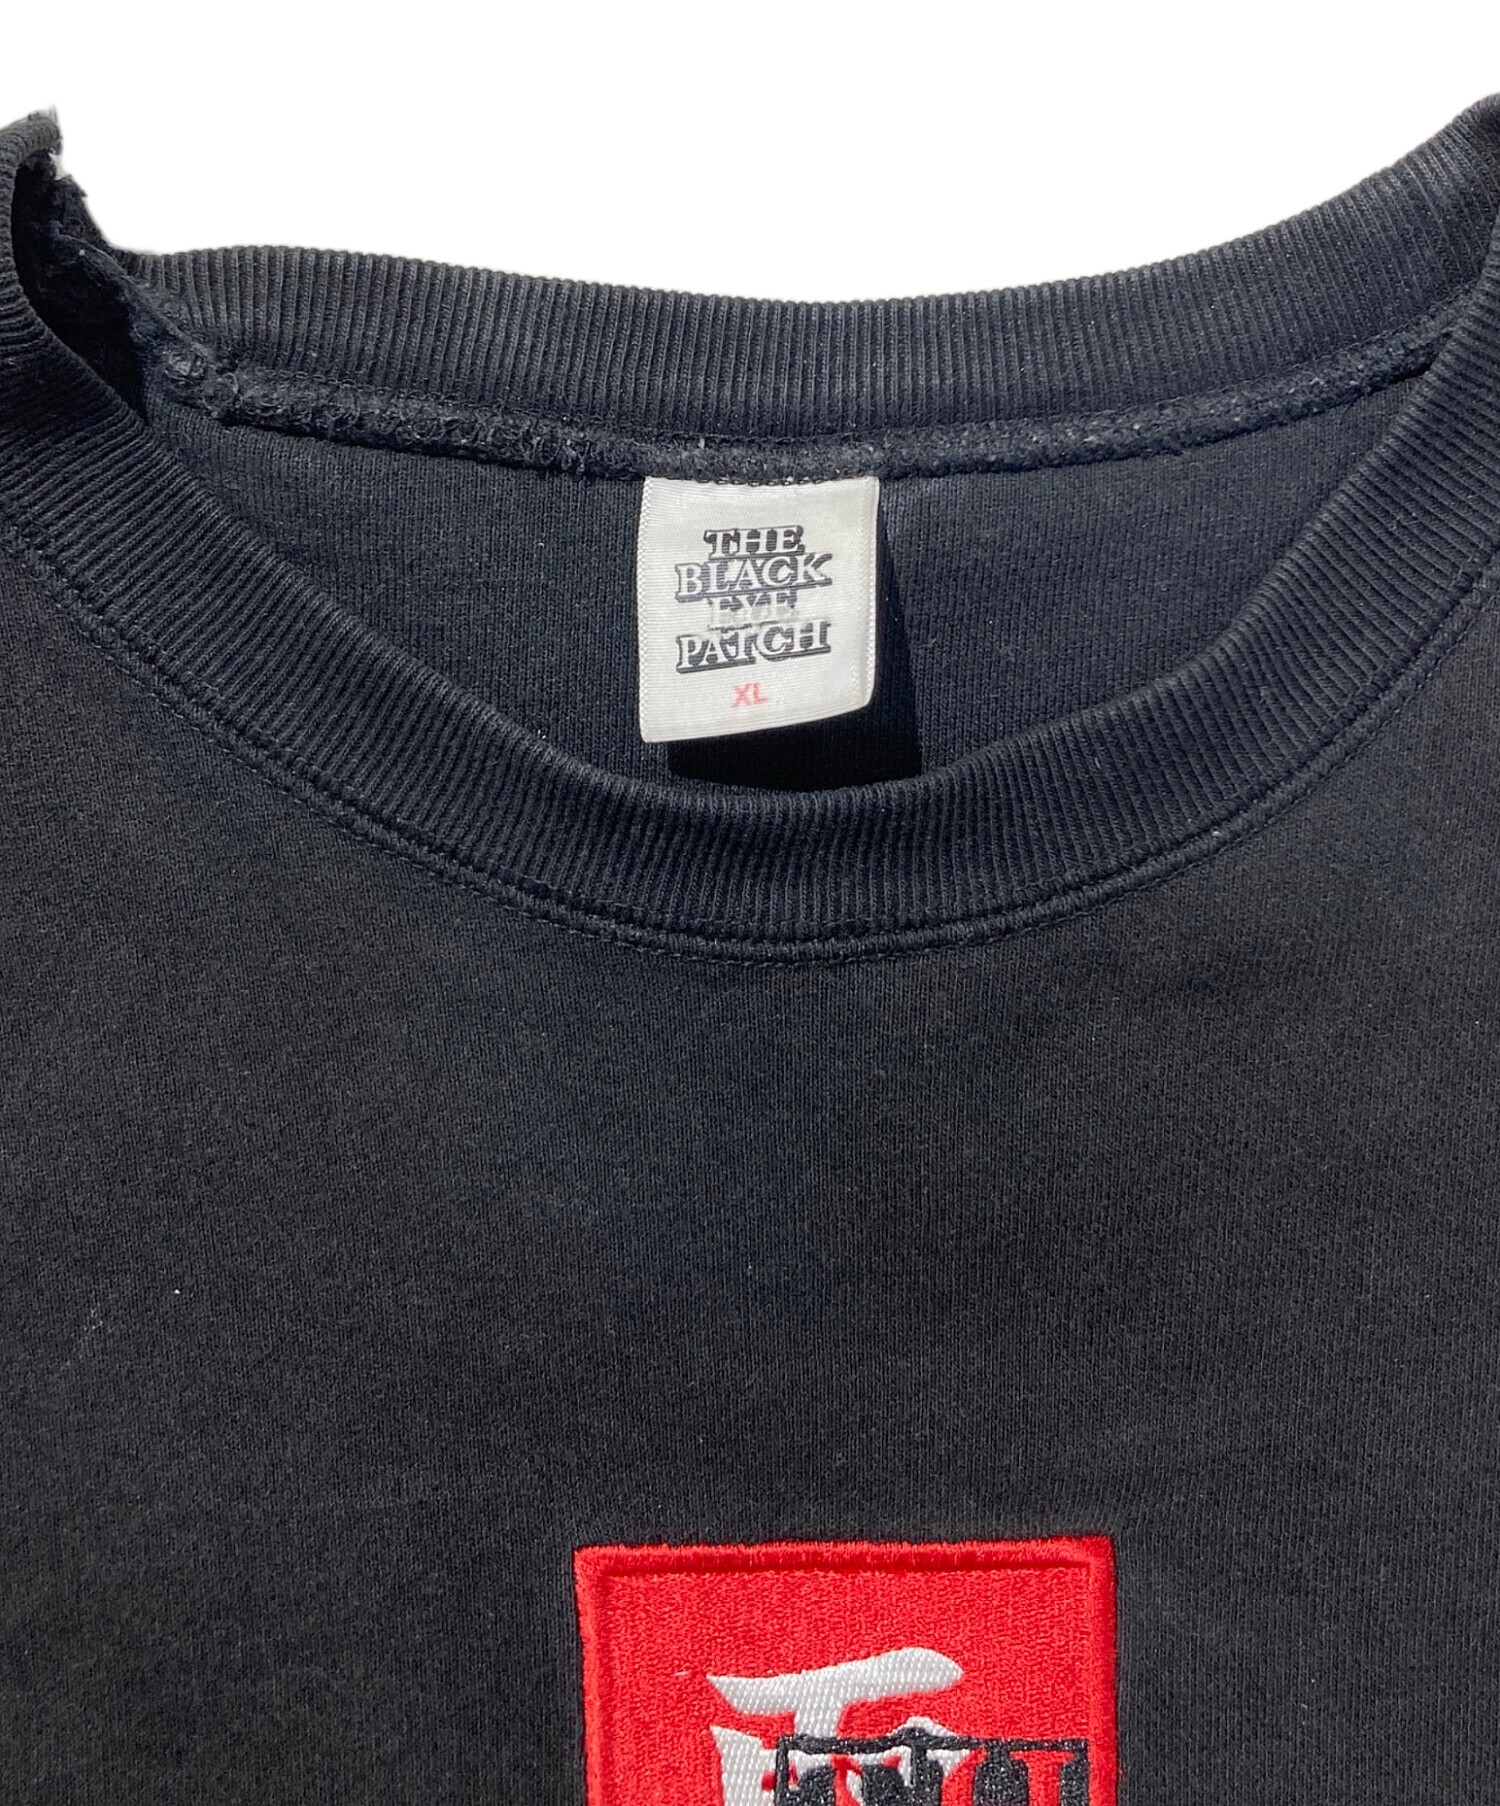 THE
BLACK
EYE
PATCH
XL